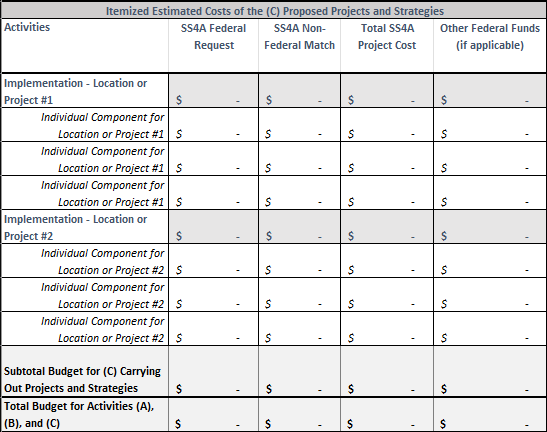 Itemized Estimated Costs of the (C) Proposed Projects and Strategies
Activities SS4A Federal Request SS4A Non-Federal Match Total SS4A Project Cost Other Federal Funds (if applicable)
Implementation - Location or
Project #1 $ - $ - $ - $ -
Individual Component for
Location or Project #1 $ - $ - $ - $ -
Individual Component for
Location or Project #1 $ - $ - $ - $ -
Individual Component for
Location or Project #1 $ - $ - $ - $ -
Implementation - Location or
Project #2 $ - $ - $ - $ -
Individual Component for
Location or Project #2 $ - $ - $ - $ -
Individual Component for
Location or Project #2 $ - $ - $ - $ -
Individual Component for
Location or Project #2 $ - $ - $ - $ -
Subtotal Budget for (C) Carrying
Out Projects and Strategies $ - $ - $ - $ -
Total Budget for Activities (A),
(B), and (C) $ - $ - $ - $ -